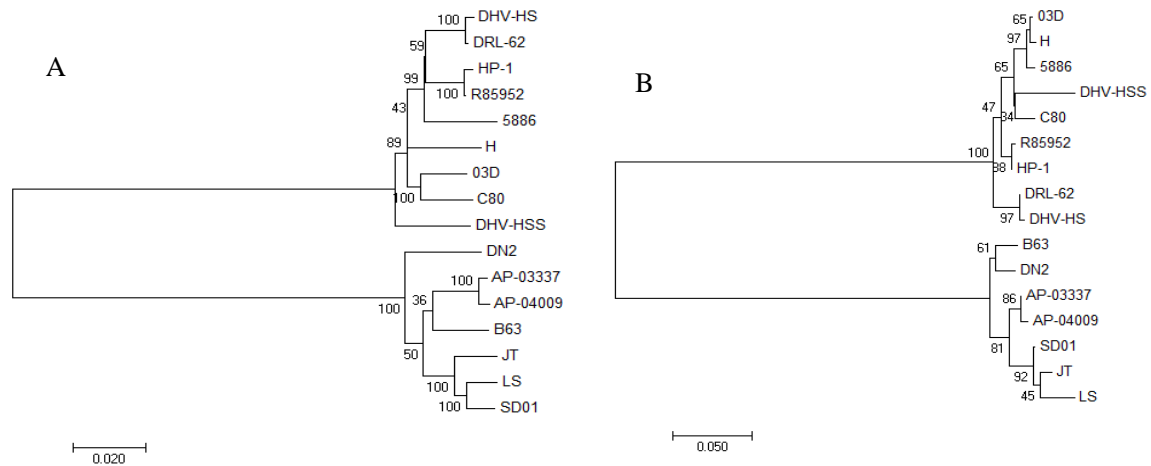 A
100
DHV-HS
DRL-62
59
HP-1
99
100
R85952
43
5886
89
H
03D
100
C80
DHV-HSS
DN2
100
AP-03337
36
AP-04009
100
B63
50
JT
100
LS
100
SD01
0.020
B
65
03D
97
H
65
5886
DHV-HSS
47
34
C80
100
R85952
38
HP-1
DRL-62
97
DHV-HS
61
B63
DN2
86
AP-03337
AP-04009
81
SD01
92
JT
45
LS
0.050